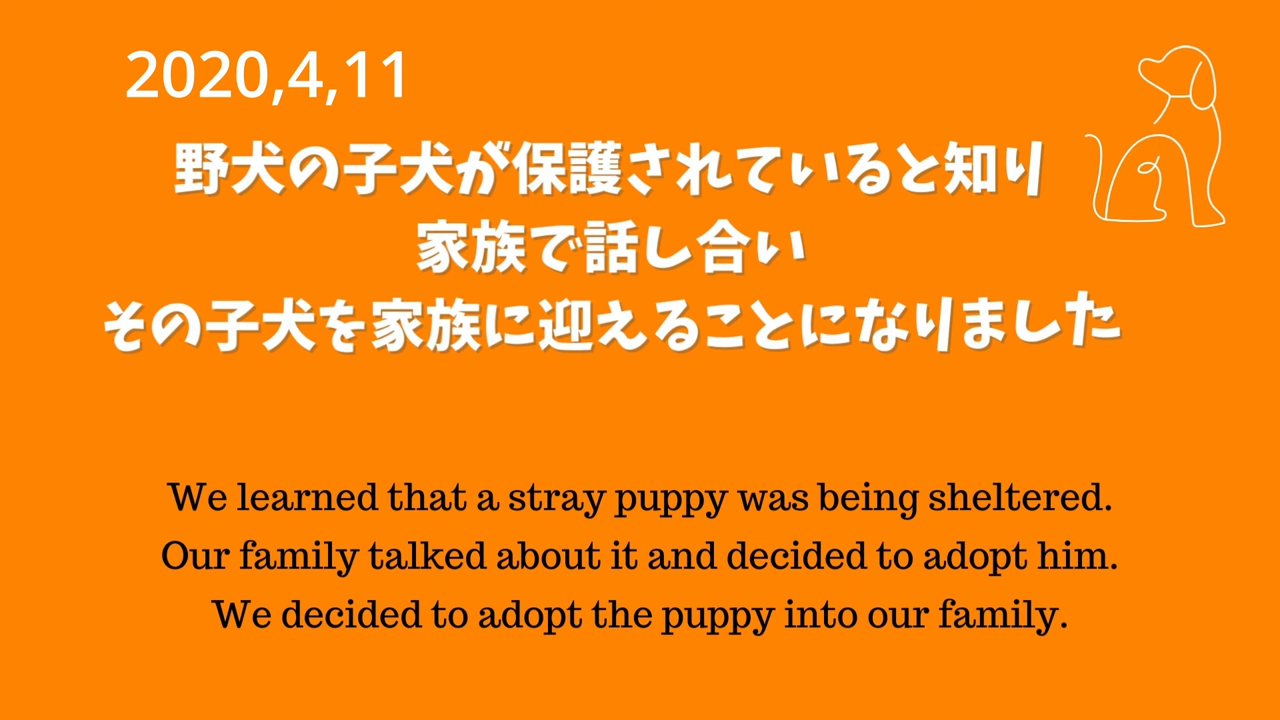 2020,4,11
野犬の子犬が保護されていると知り
家族で話し合い
その子犬を家族に迎えることになりました
We learned that a stray puppy was being sheltered.
Our family talked about it and decided to adopt him.
We decided to adopt the puppy into our family.